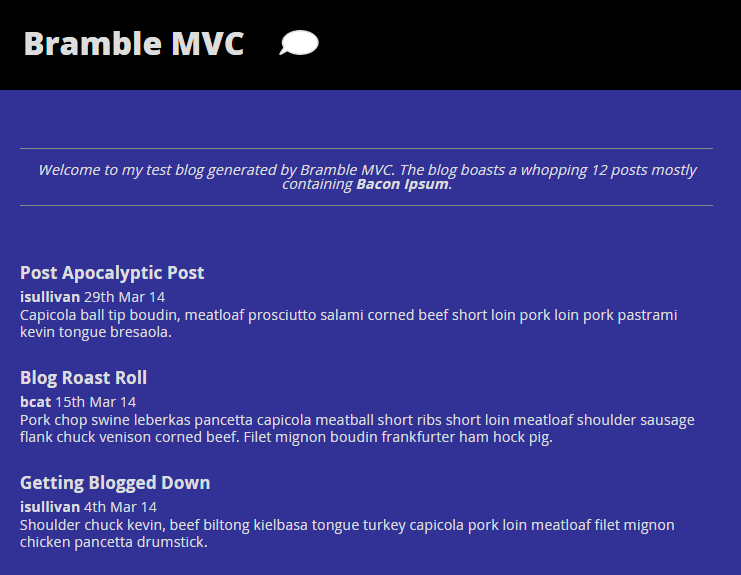 Bramble MVC
Welcome to my test blog generated by Bramble MVC. The blog boasts a whopping 12 posts mostly
containing Bacon Ipsum.
Post Apocalyptic Post
isullivan 29th Mar 14
Capicola ball tip boudin, meatloaf prosciutto salami corned beef short loin pork loin pork pastrami
kevin tongue bresaola.
Blog Roast Roll
bcat 15th Mar 14
Pork chop swine leberkas pancetta capicola meatball short ribs short loin meatloaf shoulder sausage
flank chuck venison corned beef. Filet mignon boudin frankfurter ham hock pig.
Getting Blogged Down
isullivan 4th Mar 14
Shoulder chuck kevin, beef biltong kielbasa tongue turkey capicola pork loin meatloaf filet mignon
chicken pancetta drumstick.